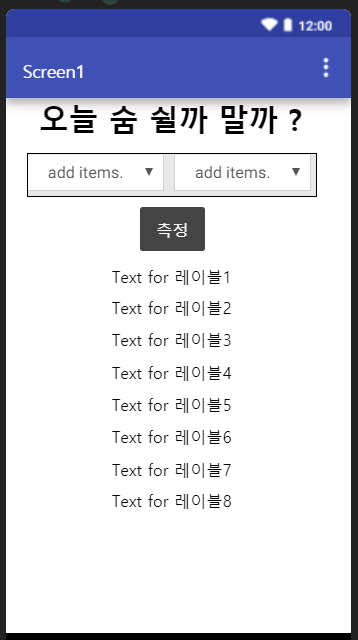 12:00
Screen1
오늘 숨 쉴까 말까 ?
add items. add items.
측정
Text for 레이블1
Text for 레이블2
Text for 레이블3
Text for 레이블4
Text for 레이블5
Text for 레이블6
Text for 레이블7
Text for 레이블8